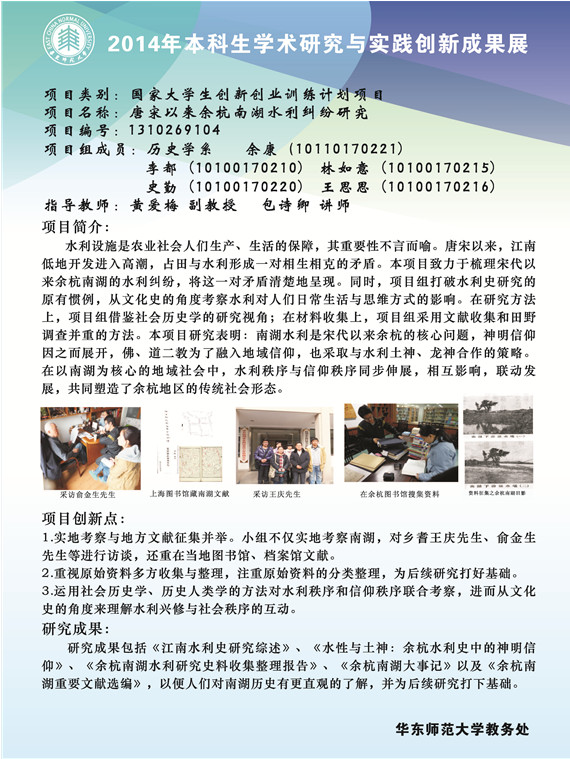 EAST CHINA NORMAL UNIVERSITY
华东师范大学
2014年本科生学术研究与实践创新成果展
项目类别：国家大学生创新创业训练计划项目
项目名称：唐宋以来余杭南湖水利纠纷研究
项目编号：1310269104
项目组成员：历史学系 余康（10110170221）
李都（10100170210） 林如意（10100170215）
史勤（10100170220） 王思思（10100170216）
指导教师：黄爱梅 副教授 包诗卿 讲师
项目简介：
水利设施是农业社会人们生产、生活的保障，其重要性不言而喻。唐宋以来，江南
低地开发进入高潮，占田与水利形成一对相生相克的矛盾。本项目致力于梳理宋代以
来余杭南湖的水利纠纷，将这一对矛盾清楚地呈现。同时，项目组打破水利史研究的
原有惯例，从文化史的角度考察水利对人们日常生活与思维方式的影响。在研究方法
上，项目组借鉴社会历史学的研究视角；在材料收集上，项目组采用文献收集和田野
调查并重的方法。本项目研究表明：南湖水利是宋代以来余杭的核心问题，神明信仰
因之而展开，佛、道二教为了融入地域信仰，也采取与水利土神、龙神合作的策略。
在以南湖为核心的地域社会中，水利秩序与信仰秩序同步伸展，相互影响，联动发
展，共同塑造了余杭地区的传统社会形态。
采访俞金生先生
上海图书馆藏南湖文献
采访王庆先生
在余杭图书馆搜集资料
资料征集之余杭南湖旧影
项目创新点：
1.实地考察与地方文献征集并举。小组不仅实地考察南湖，对乡耆王庆先生、俞金生
先生等进行访谈，还重在当地图书馆、档案馆文献。
2.重视原始资料多方收集与整理，注重原始资料的分类整理，为后续研究打好基础。
3.运用社会历史学、历史人类学的方法对水利秩序和信仰秩序联合考察，进而从文化
史的角度来理解水利兴修与社会秩序的互动。
研究成果：
研究成果包括《江南水利史研究综述》、《水性与土神：余杭水利史中的神明信
仰》、《余杭南湖水利研究史料收集整理报告》、《余杭南湖大事记》以及《余杭南
湖重要文献选编》，以便人们对南湖历史有更直观的了解，并为后续研究打下基础。
华东师范大学教务处